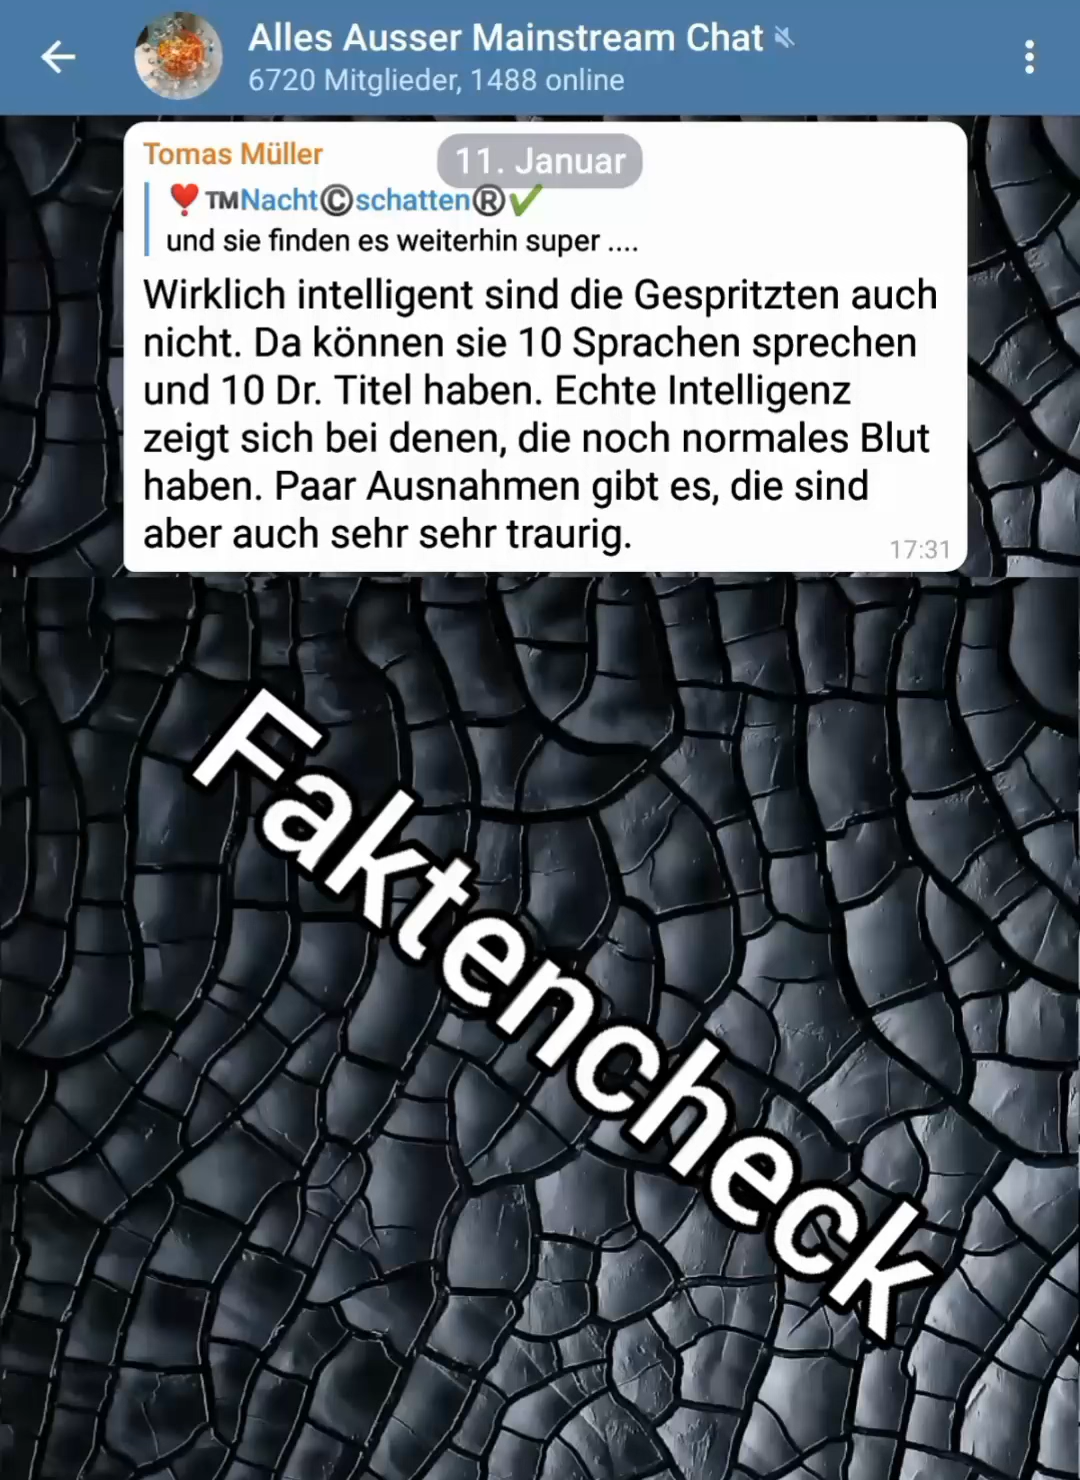 Alles Ausser Mainstream Chat
6720 Mitglieder, 1488 online
Tomas Müller
11. Januar
❣️™Nacht©schatten®✔
und sie finden es weiterhin super ....
Wirklich intelligent sind die Gespritzten auch
nicht. Da können sie 10 Sprachen sprechen
und 10 Dr. Titel haben. Echte Intelligenz
zeigt sich bei denen, die noch normales Blut
haben. Paar Ausnahmen gibt es, die sind
aber auch sehr sehr traurig.
17:31
Faktencheck